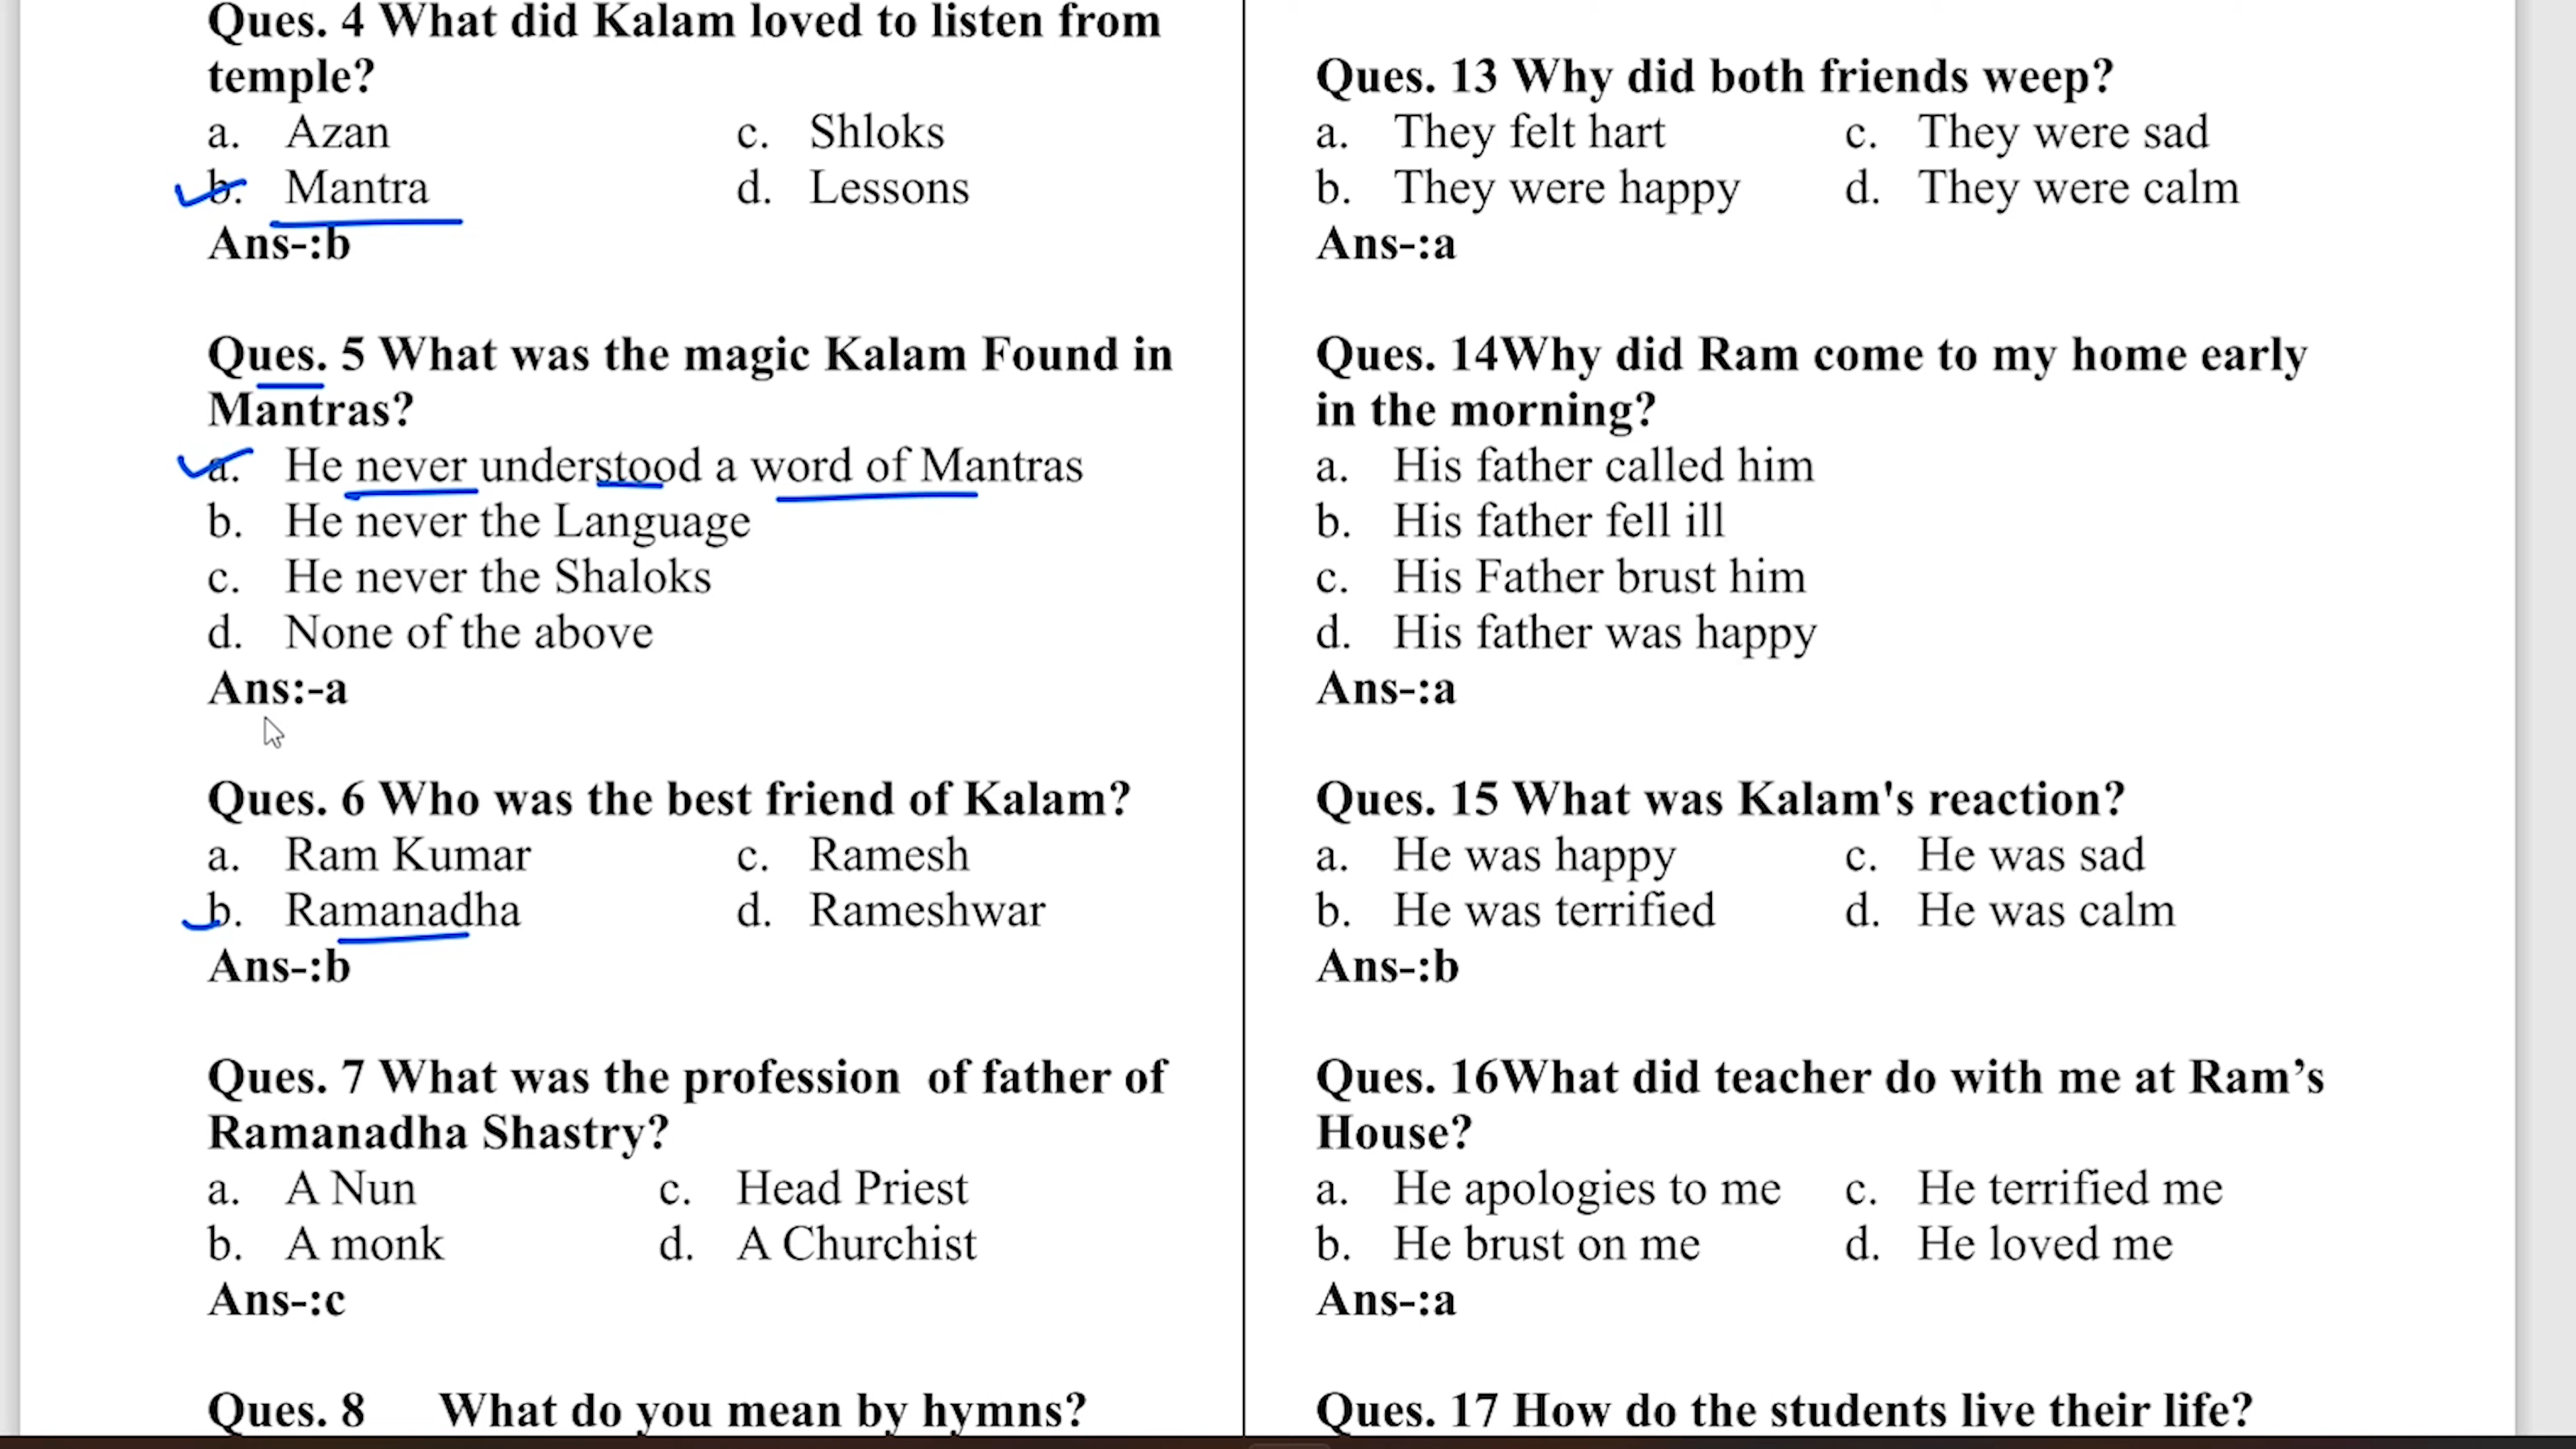 Ques. 4 What did Kalam loved to listen from
temple?
a. Azan c. Shloks
b. Mantra d. Lessons
Ans-:b
Ques. 5 What was the magic Kalam Found in
Mantras?
a. He never understood a word of Mantras
b. He never the Language
c. He never the Shaloks
d. None of the above
Ans:-a
Ques. 6 Who was the best friend of Kalam?
a. Ram Kumar c. Ramesh
b. Ramanadha d. Rameshwar
Ans-:b
Ques. 7 What was the profession of father of
Ramanadha Shastry?
a. A Nun c. Head Priest
b. A monk d. A Churchist
Ans-:c
Ques. 8 What do you mean by hymns?
Ques. 13 Why did both friends weep?
a. They felt hart c. They were sad
b. They were happy d. They were calm
Ans-:a
Ques. 14Why did Ram come to my home early
in the morning?
a. His father called him
b. His father fell ill
c. His Father brust him
d. His father was happy
Ans-:a
Ques. 15 What was Kalam's reaction?
a. He was happy c. He was sad
b. He was terrified d. He was calm
Ans-:b
Ques. 16What did teacher do with me at Ram’s
House?
a. He apologies to me c. He terrified me
b. He brust on me d. He loved me
Ans-:a
Ques. 17 How do the students live their life?